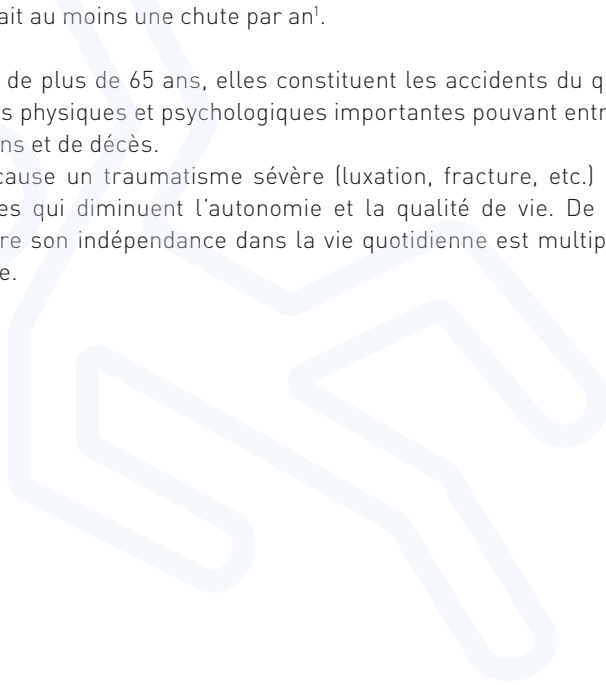 ait au moins une chute par an¹.
de plus de 65 ans, elles constituent les accidents du qu
s physiques et psychologiques importantes pouvant entr
ns et de décès.
cause un traumatisme sévère (luxation, fracture, etc.)
es qui diminuent l’autonomie et la qualité de vie. De
re son indépendance dans la vie quotidienne est multip
e.